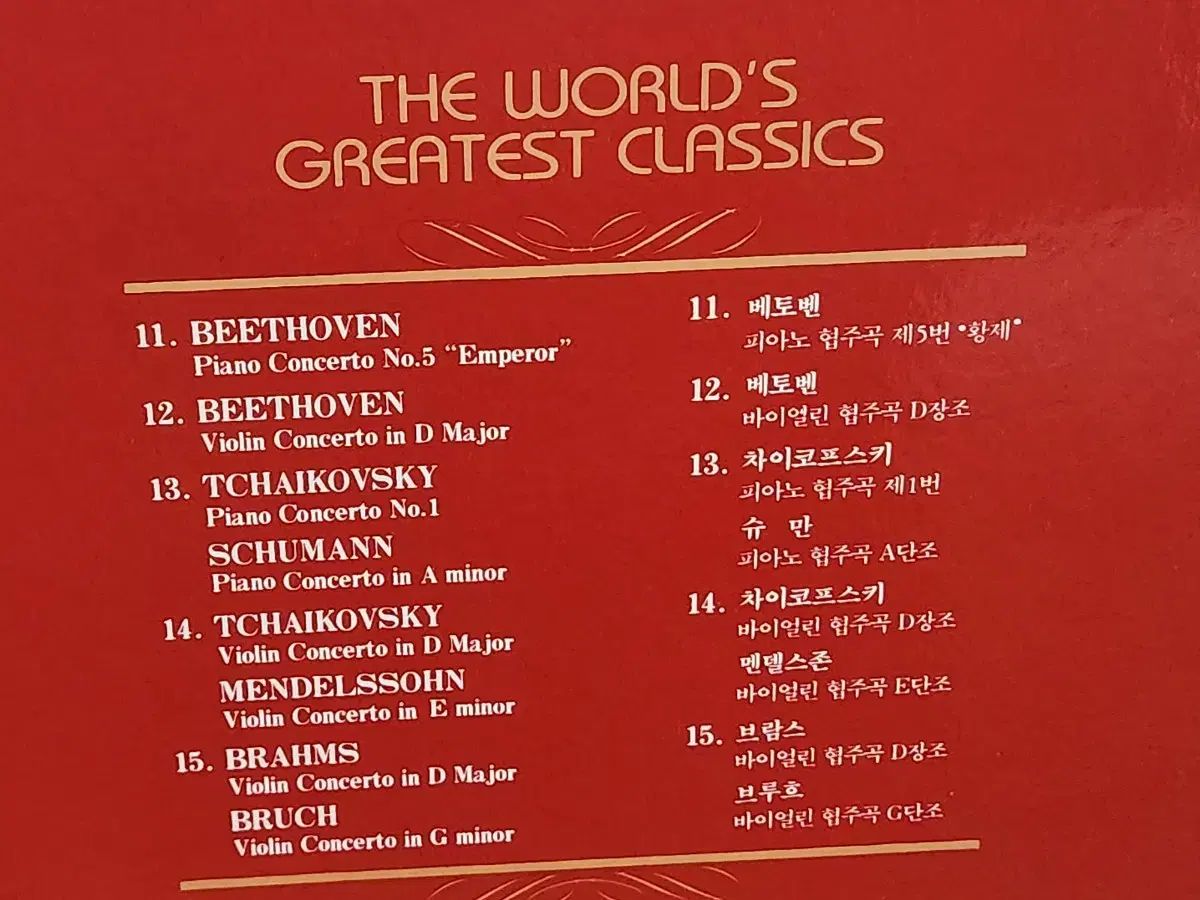 THE WORLD'S
GREATEST CLASSICS
11. BEETHOVEN
Piano Concerto No.5 “Emperor”
12. BEETHOVEN
Violin Concerto in D Major
13. TCHAIKOVSKY
Piano Concerto No.1
SCHUMANN
Piano Concerto in A minor
14. TCHAIKOVSKY
Violin Concerto in D Major
MENDELSSOHN
Violin Concerto in E minor
15. BRAHMS
Violin Concerto in D Major
BRUCH
Violin Concerto in G minor
11. 베토벤
피아노 협주곡 제5번 “황제”
12. 베토벤
바이얼린 협주곡 D장조
13. 차이코프스키
피아노 협주곡 제1번
슈 만
피아노 협주곡 A단조
14. 차이코프스키
바이얼린 협주곡 D장조
멘델스존
바이얼린 협주곡 E단조
15. 브람스
바이얼린 협주곡 D장조
브루흐
바이얼린 협주곡 G단조